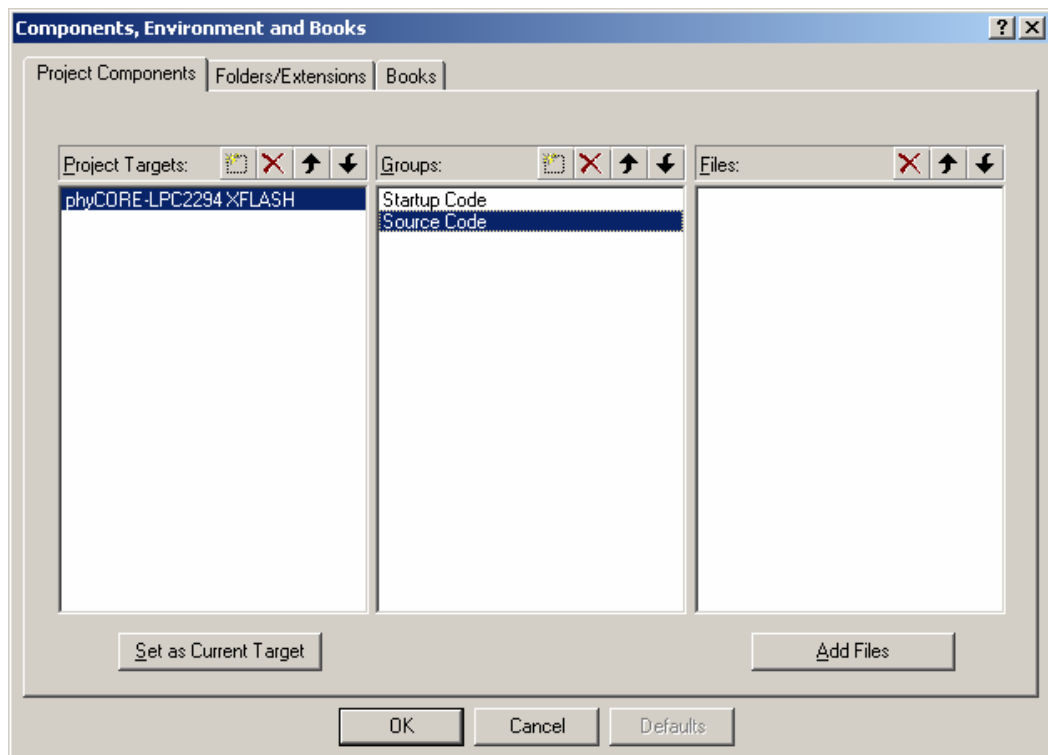 Components, Environment and Books
Project Components Folders/Extensions Books
Project Targets: Groups: Files:
phyCORE-LPC2294 XFLASH
Startup Code
Source Code
Set as Current Target Add Files
OK Cancel Defaults